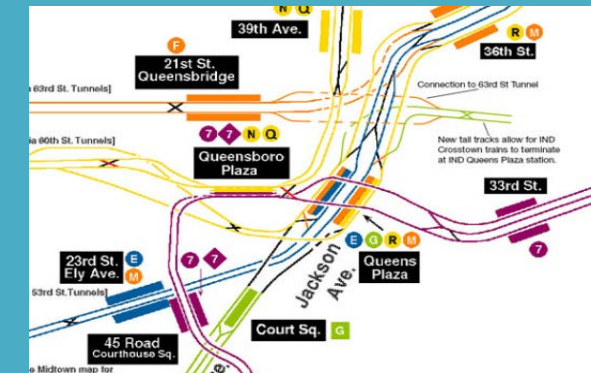 N Q
39th Ave.
R M
36th St.
F
21st St.
Queensbridge
63rd St. Tunnels]
Connection to 63rd St Tunnel
7 7 N Q
Queensboro
Plaza
ia 60th St. Tunnels]
New tail tracks allow for IND
Crosstown trains to terminate
at IND Queens Plaza station.
33rd St.
7
E G R M
Queens
Plaza
23rd St. E
Ely Ave. M
7 7
Jackson
Ave.
53rd St. Tunnels]
Court Sq. G
45 Road
Courthouse Sq.
e Midtown map for